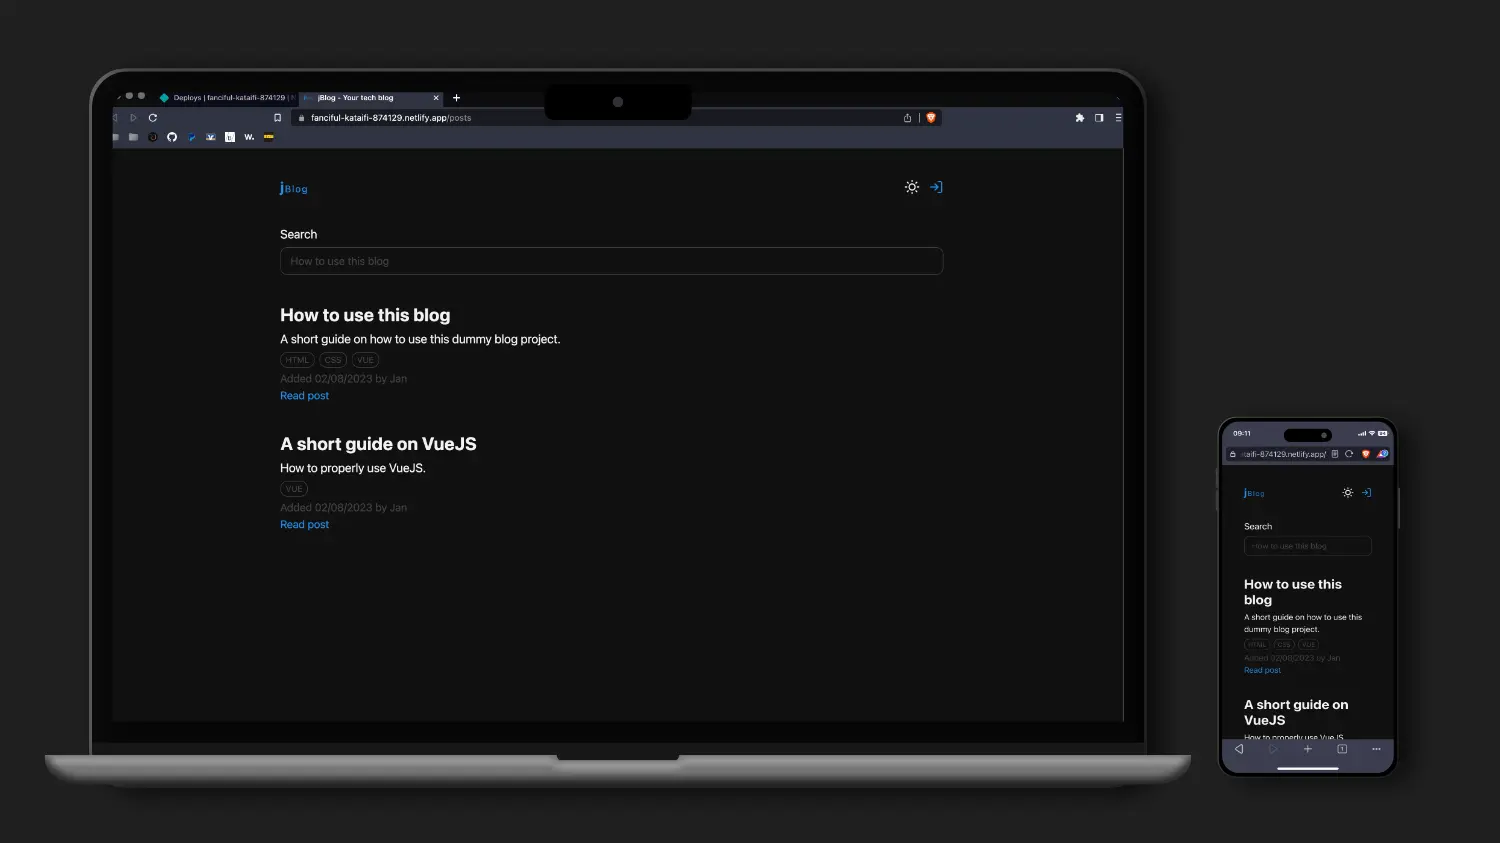 Deploys | fanciful-kataifi-874129 | N
jBlog - Your tech blog
fanciful-kataifi-874129.netlify.app/posts
W.
jBlog
Search
How to use this blog
How to use this blog
A short guide on how to use this dummy blog project.
HTML CSS VUE
Added 02/08/2023 by Jan
Read post
A short guide on VueJS
How to properly use VueJS.
VUE
Added 02/06/2023 by Jan
Read post
09:11
-874129.netlify.app/
jBlog
Search
How to use this blog
How to use this
blog
A short guide on how to use this
dummy blog project.
HTML CSS VUE
Added 02/08/2023 by Jan
Read post
A short guide on
VueJS
How to properly use VueJS.
1